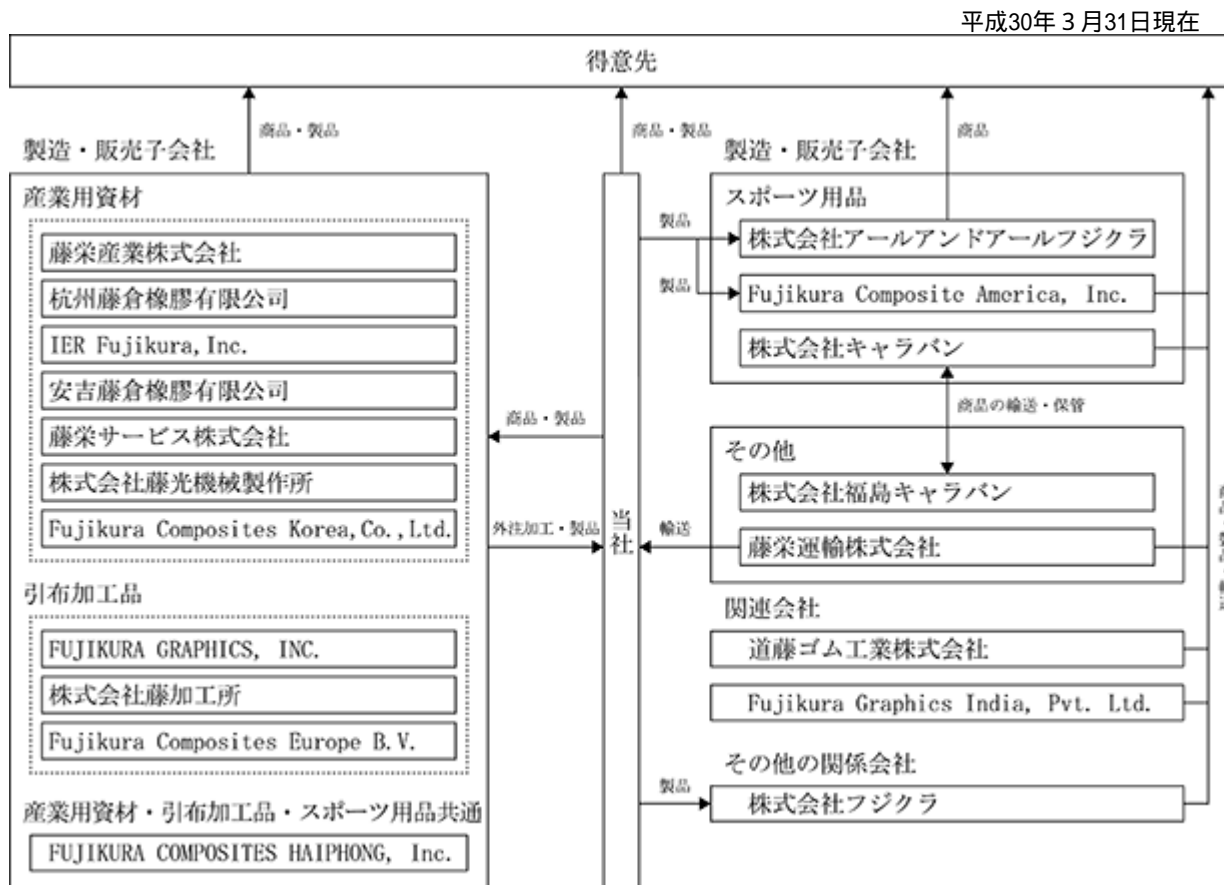 平成30年3月31日現在
得意先
商品・製品
製造・販売子会社
産業用資材
藤栄産業株式会社
杭州藤倉橡膠有限公司
IER Fujikura,Inc.
安吉藤倉橡膠有限公司
藤栄サービス株式会社
株式会社藤光機械製作所
Fujikura Composites Korea,Co.,Ltd.
引布加工品
FUJIKURA GRAPHICS, INC.
株式会社藤加工所
Fujikura Composites Europe B.V.
産業用資材・引布加工品・スポーツ用品共通
FUJIKURA COMPOSITES HAIPHONG, Inc.
商品・製品
外注加工・製品
商品・製品
当社
製品
製品
輸送
製品
商品
製造・販売子会社
スポーツ用品
株式会社アールアンドアールフジクラ
Fujikura Composite America, Inc.
株式会社キャラバン
商品の輸送・保管
その他
株式会社福島キャラバン
藤栄運輸株式会社
関連会社
道藤ゴム工業株式会社
Fujikura Graphics India, Pvt. Ltd.
その他の関係会社
株式会社フジクラ